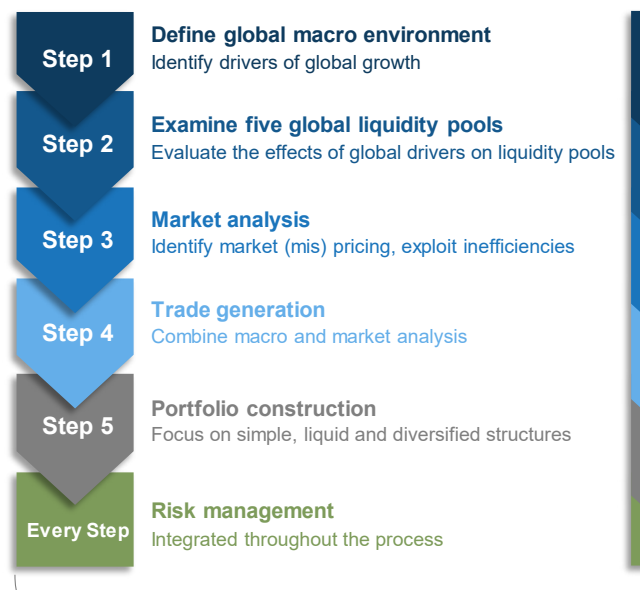 Step 1
Define global macro environment
Identify drivers of global growth
Step 2
Examine five global liquidity pools
Evaluate the effects of global drivers on liquidity pools
Step 3
Market analysis
Identify market (mis) pricing, exploit inefficiencies
Step 4
Trade generation
Combine macro and market analysis
Step 5
Portfolio construction
Focus on simple, liquid and diversified structures
Every Step
Risk management
Integrated throughout the process